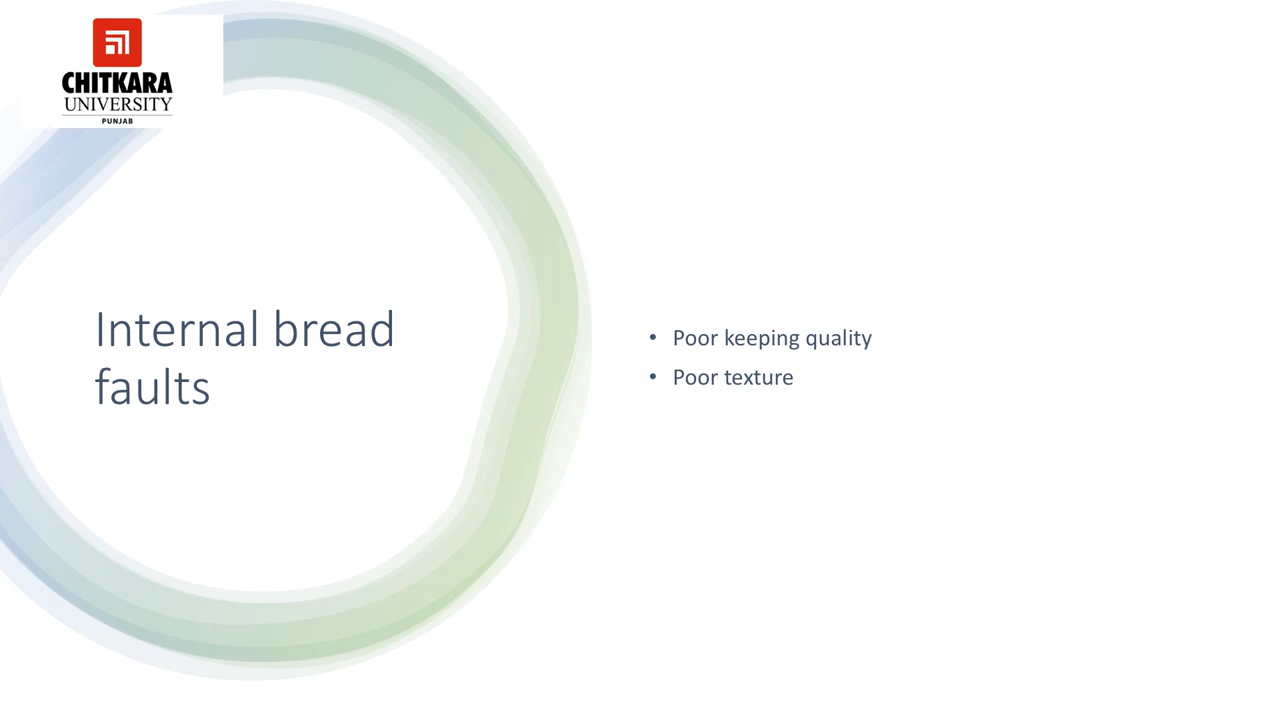 CHITKARA
UNIVERSITY
PUNJAB
Internal bread
faults
• Poor keeping quality
• Poor texture